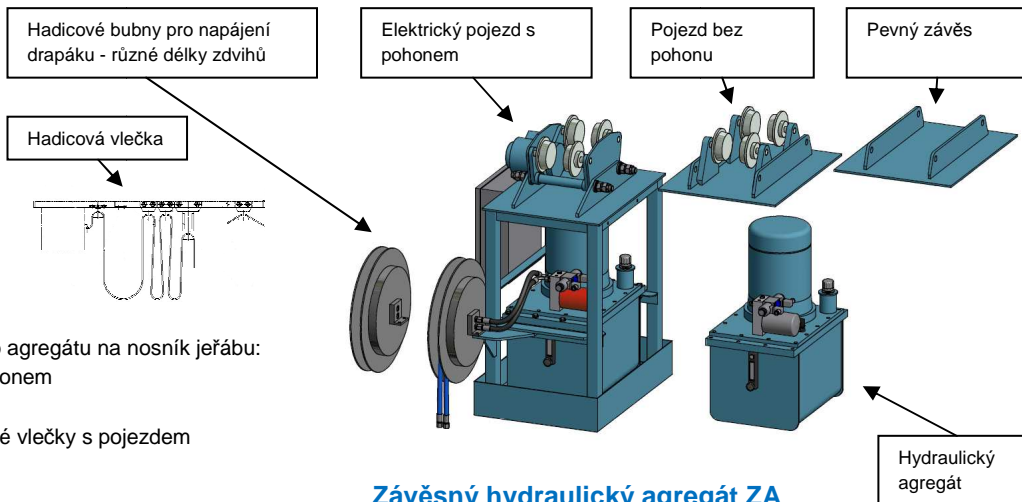 Hadicové bubny pro napájení
drapáku - různé délky zdvihů
Elektrický pojezd s
pohonem
Pojezd bez
pohonu
Pevný závěs
Hadicová vlečka
agregátu na nosník jeřábu:
vlečky s pojezdem
Hydraulický
agregát
Závěsný hydraulický agregát ZA